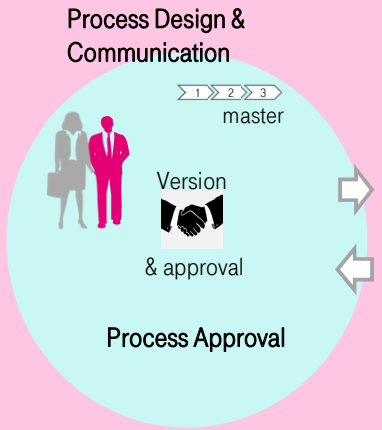 Process Design &
Communication
1 2 3
master
Version
& approval
Process Approval